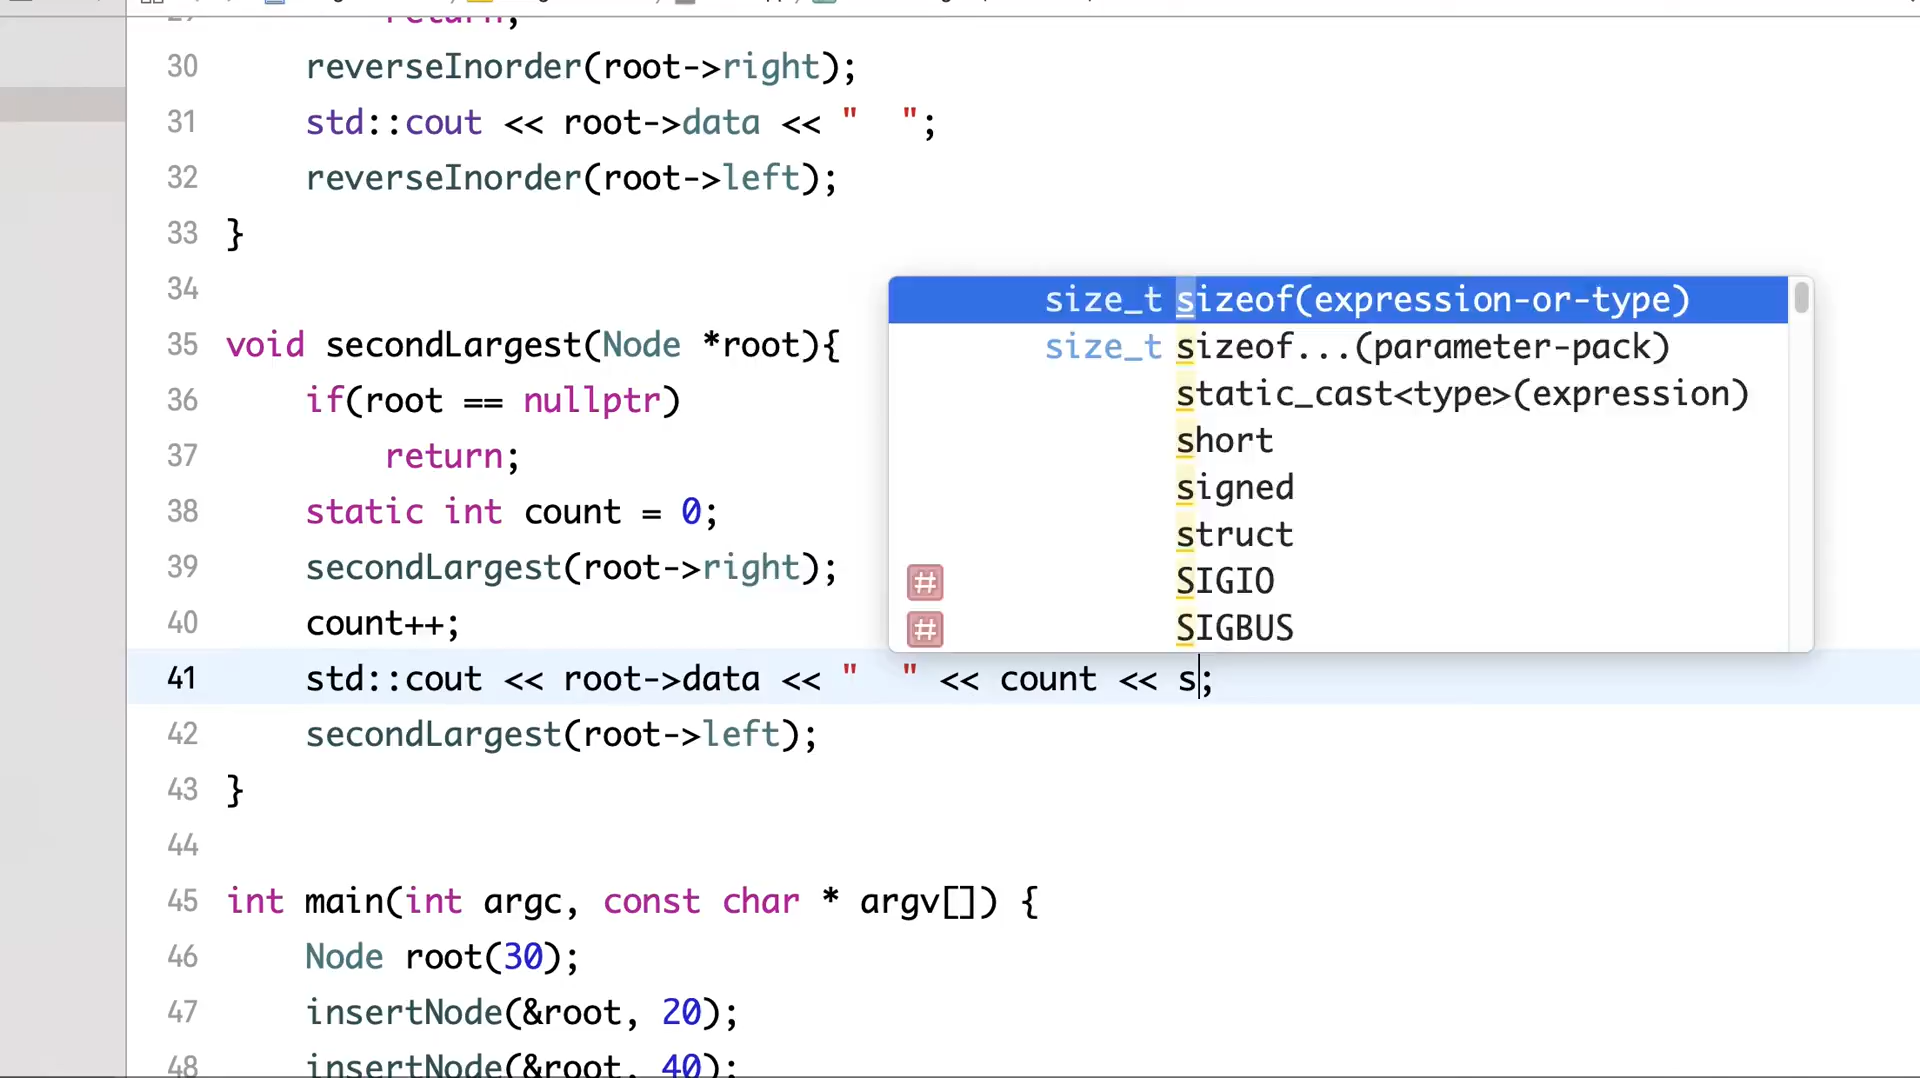 return;
30 reverseInorder(root->right);
31 std::cout << root->data << "  ";
32 reverseInorder(root->left);
33 }
34
35 void secondLargest(Node *root){
36 if(root == nullptr)
37 return;
38 static int count = 0;
39 secondLargest(root->right);
40 count++;
41 std::cout << root->data << "  " << count << s;
42 secondLargest(root->left);
43 }
44
45 int main(int argc, const char * argv[]) {
46 Node root(30);
47 insertNode(&root, 20);
48 insertNode(&root, 40);
size_t sizeof(expression-or-type)
size_t sizeof...(parameter-pack)
static_cast<type>(expression)
short
signed
struct
# SIGIO
# SIGBUS